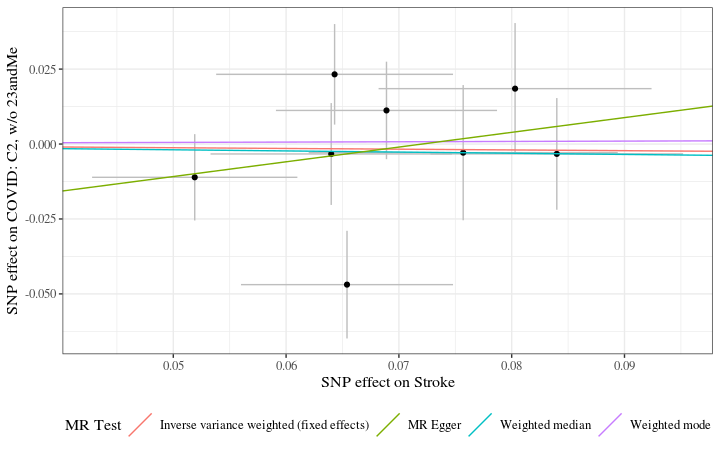 SNP effect on COVID: C2, w/o 23andMe
0.025
0.000
-0.025
-0.050
0.05 0.06 0.07 0.08 0.09
SNP effect on Stroke
MR Test Inverse variance weighted (fixed effects) MR Egger Weighted median Weighted mode